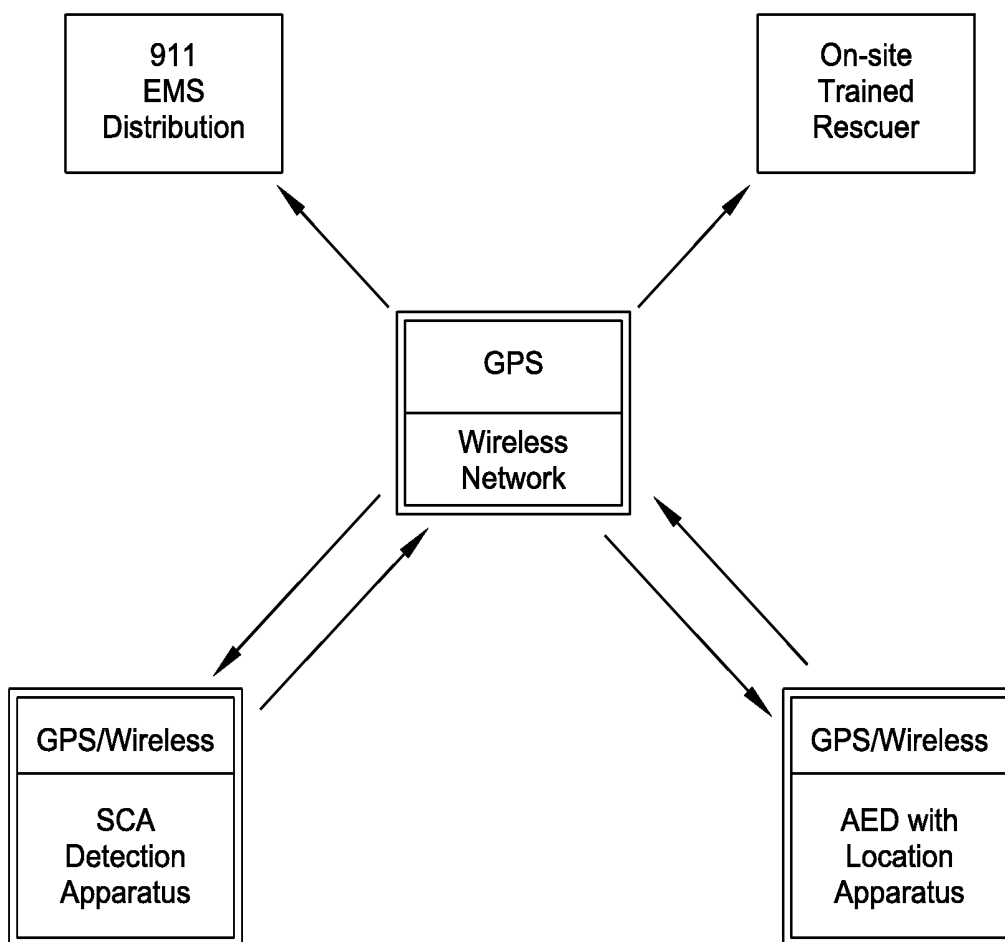 911
EMS
Distribution
On-site
Trained
Rescuer
GPS
Wireless
Network
GPS/Wireless
SCA
Detection
Apparatus
GPS/Wireless
AED with
Location
Apparatus